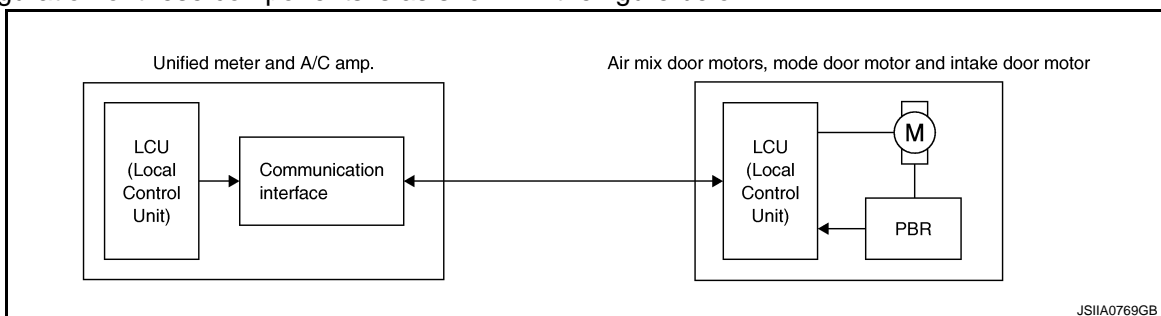 Unified meter and A/C amp.
Air mix door motors, mode door motor and intake door motor
LCU
(Local
Control
Unit)
Communication
interface
LCU
(Local
Control
Unit)
M
PBR
JSIIA0769GB